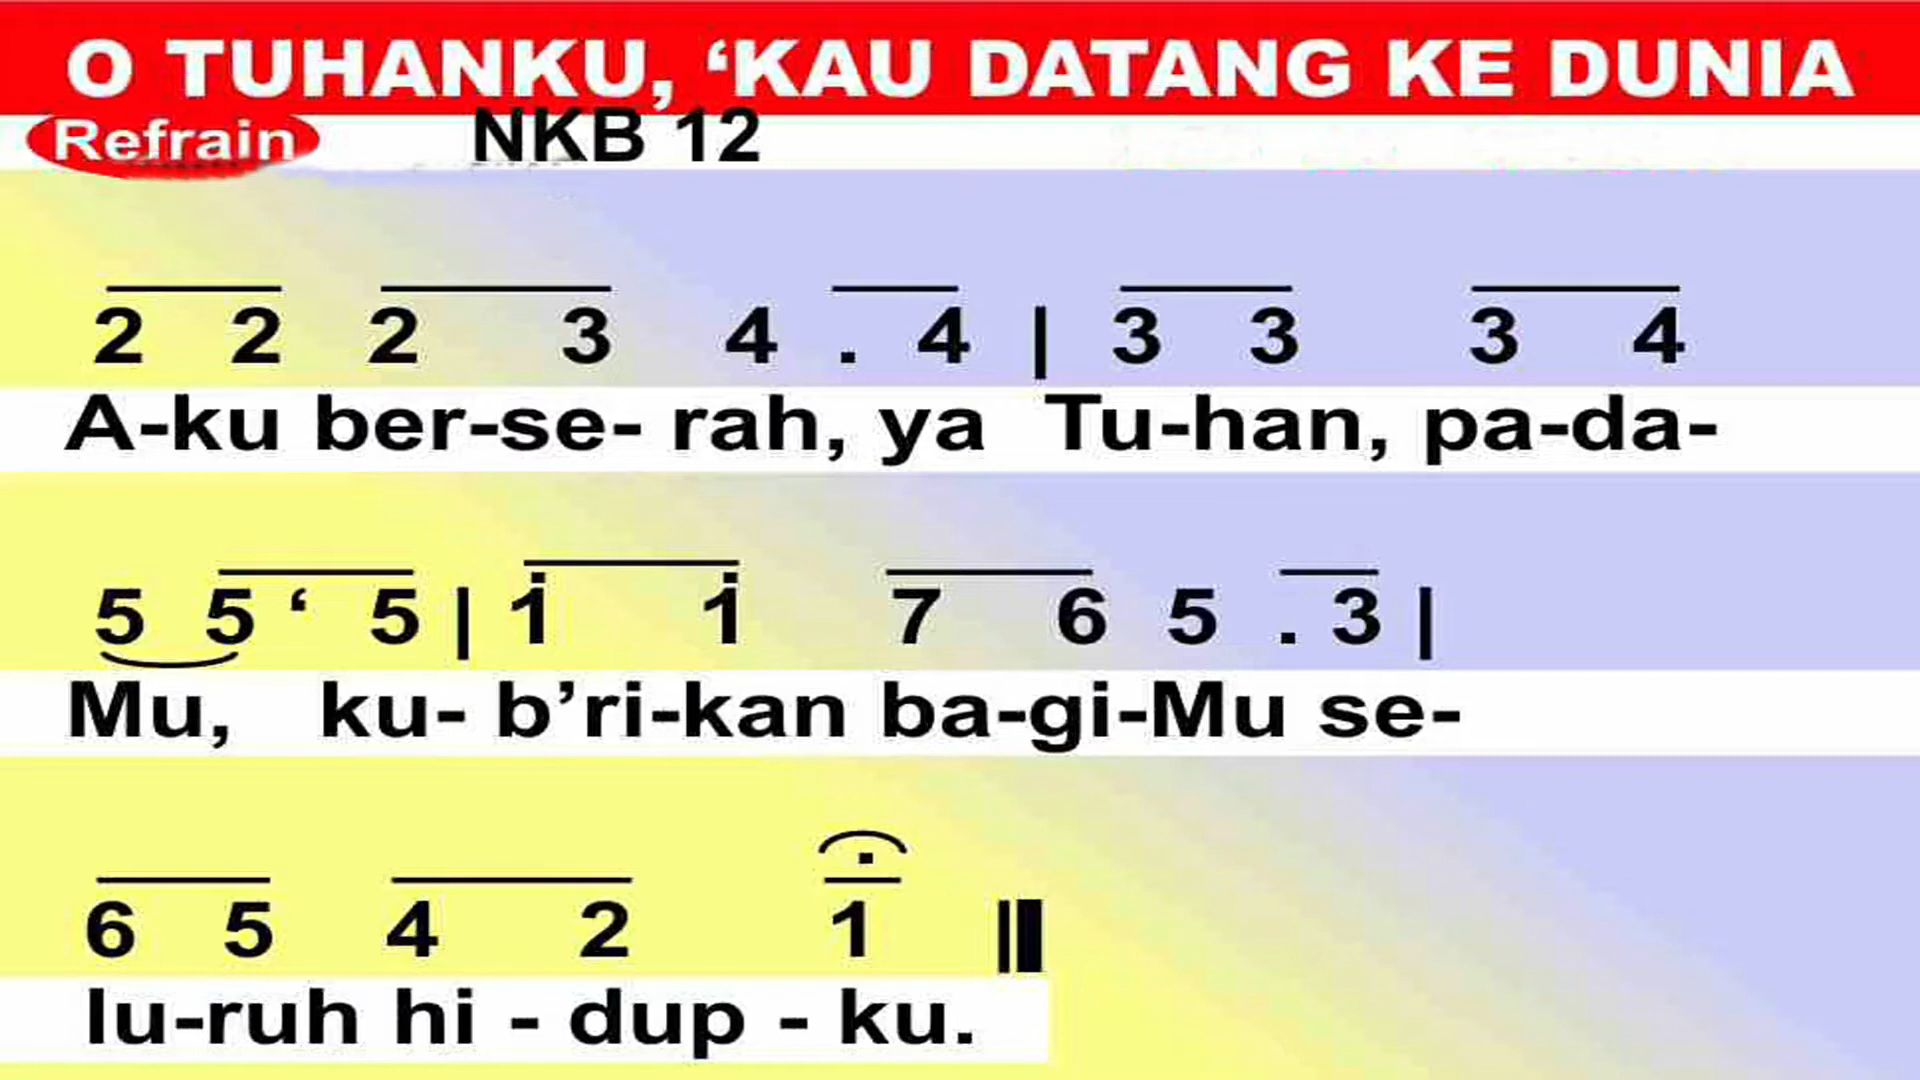 O TUHANKU, ‘KAU DATANG KE DUNIA
Refrain NKB 12
2 2 2 3 4 . 4 | 3 3 3 4
A-ku ber-se- rah, ya Tu-han, pa-da-
5 5 ‘ 5 | 1̇ 1̇ 7 6 5 . 3 |
Mu, ku- b’ri-kan ba-gi-Mu se-
6 5 4 2 1 ||
lu-ruh hi - dup - ku.